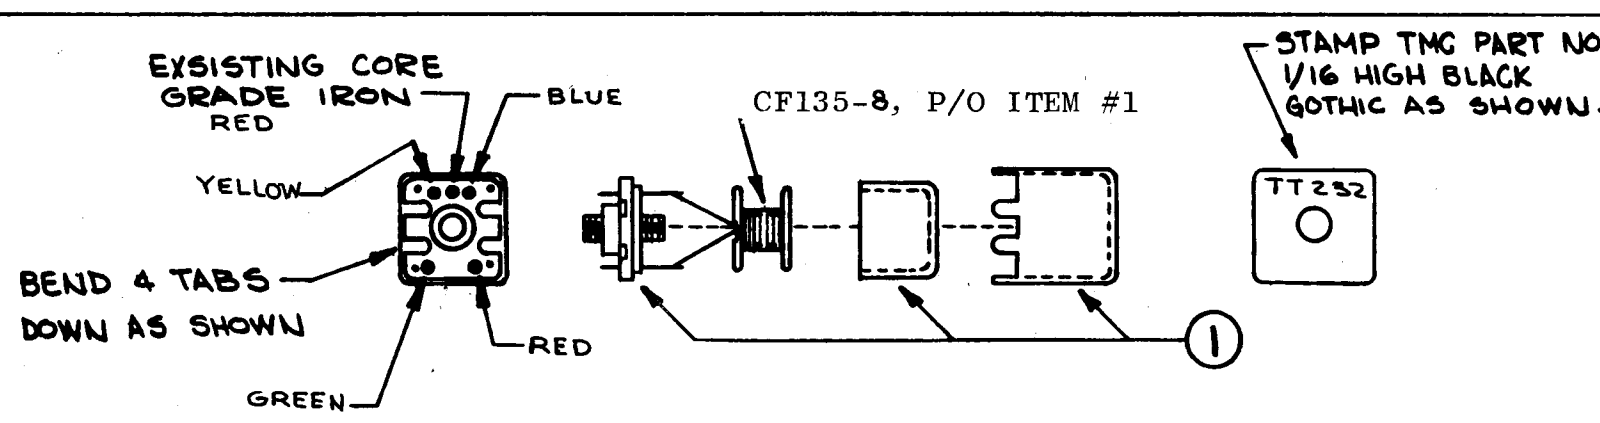 EXSISTING CORE
GRADE IRON
RED
BLUE
YELLOW
BEND 4 TABS
DOWN AS SHOWN
GREEN
RED
CF135-8, P/O ITEM #1
1
STAMP TMC PART NO
1/16 HIGH BLACK
GOTHIC AS SHOWN.
TT232